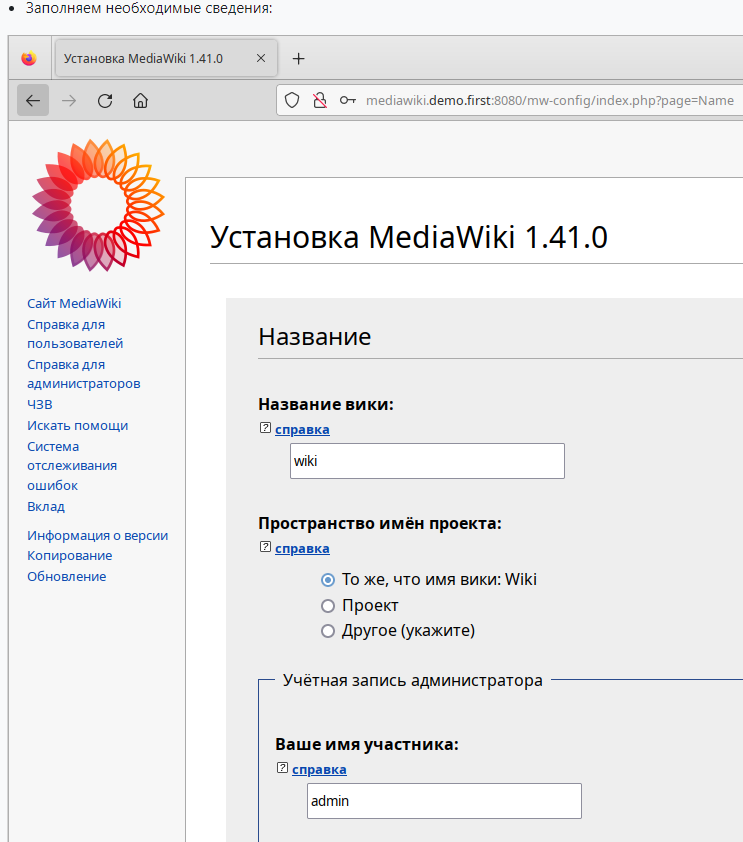 • Заполняем необходимые сведения:
Установка MediaWiki 1.41.0
mediawiki.demo.first:8080/mw-config/index.php?page=Name
Установка MediaWiki 1.41.0
Сайт MediaWiki
Справка для
пользователей
Справка для
администраторов
ЧЗВ
Искать помощи
Система
отслеживания
ошибок
Вклад
Информация о версии
Копирование
Обновление
Название
Название вики:
? справка
wiki
Пространство имён проекта:
? справка
То же, что имя вики: Wiki
Проект
Другое (укажите)
Учётная запись администратора
Ваше имя участника:
? справка
admin